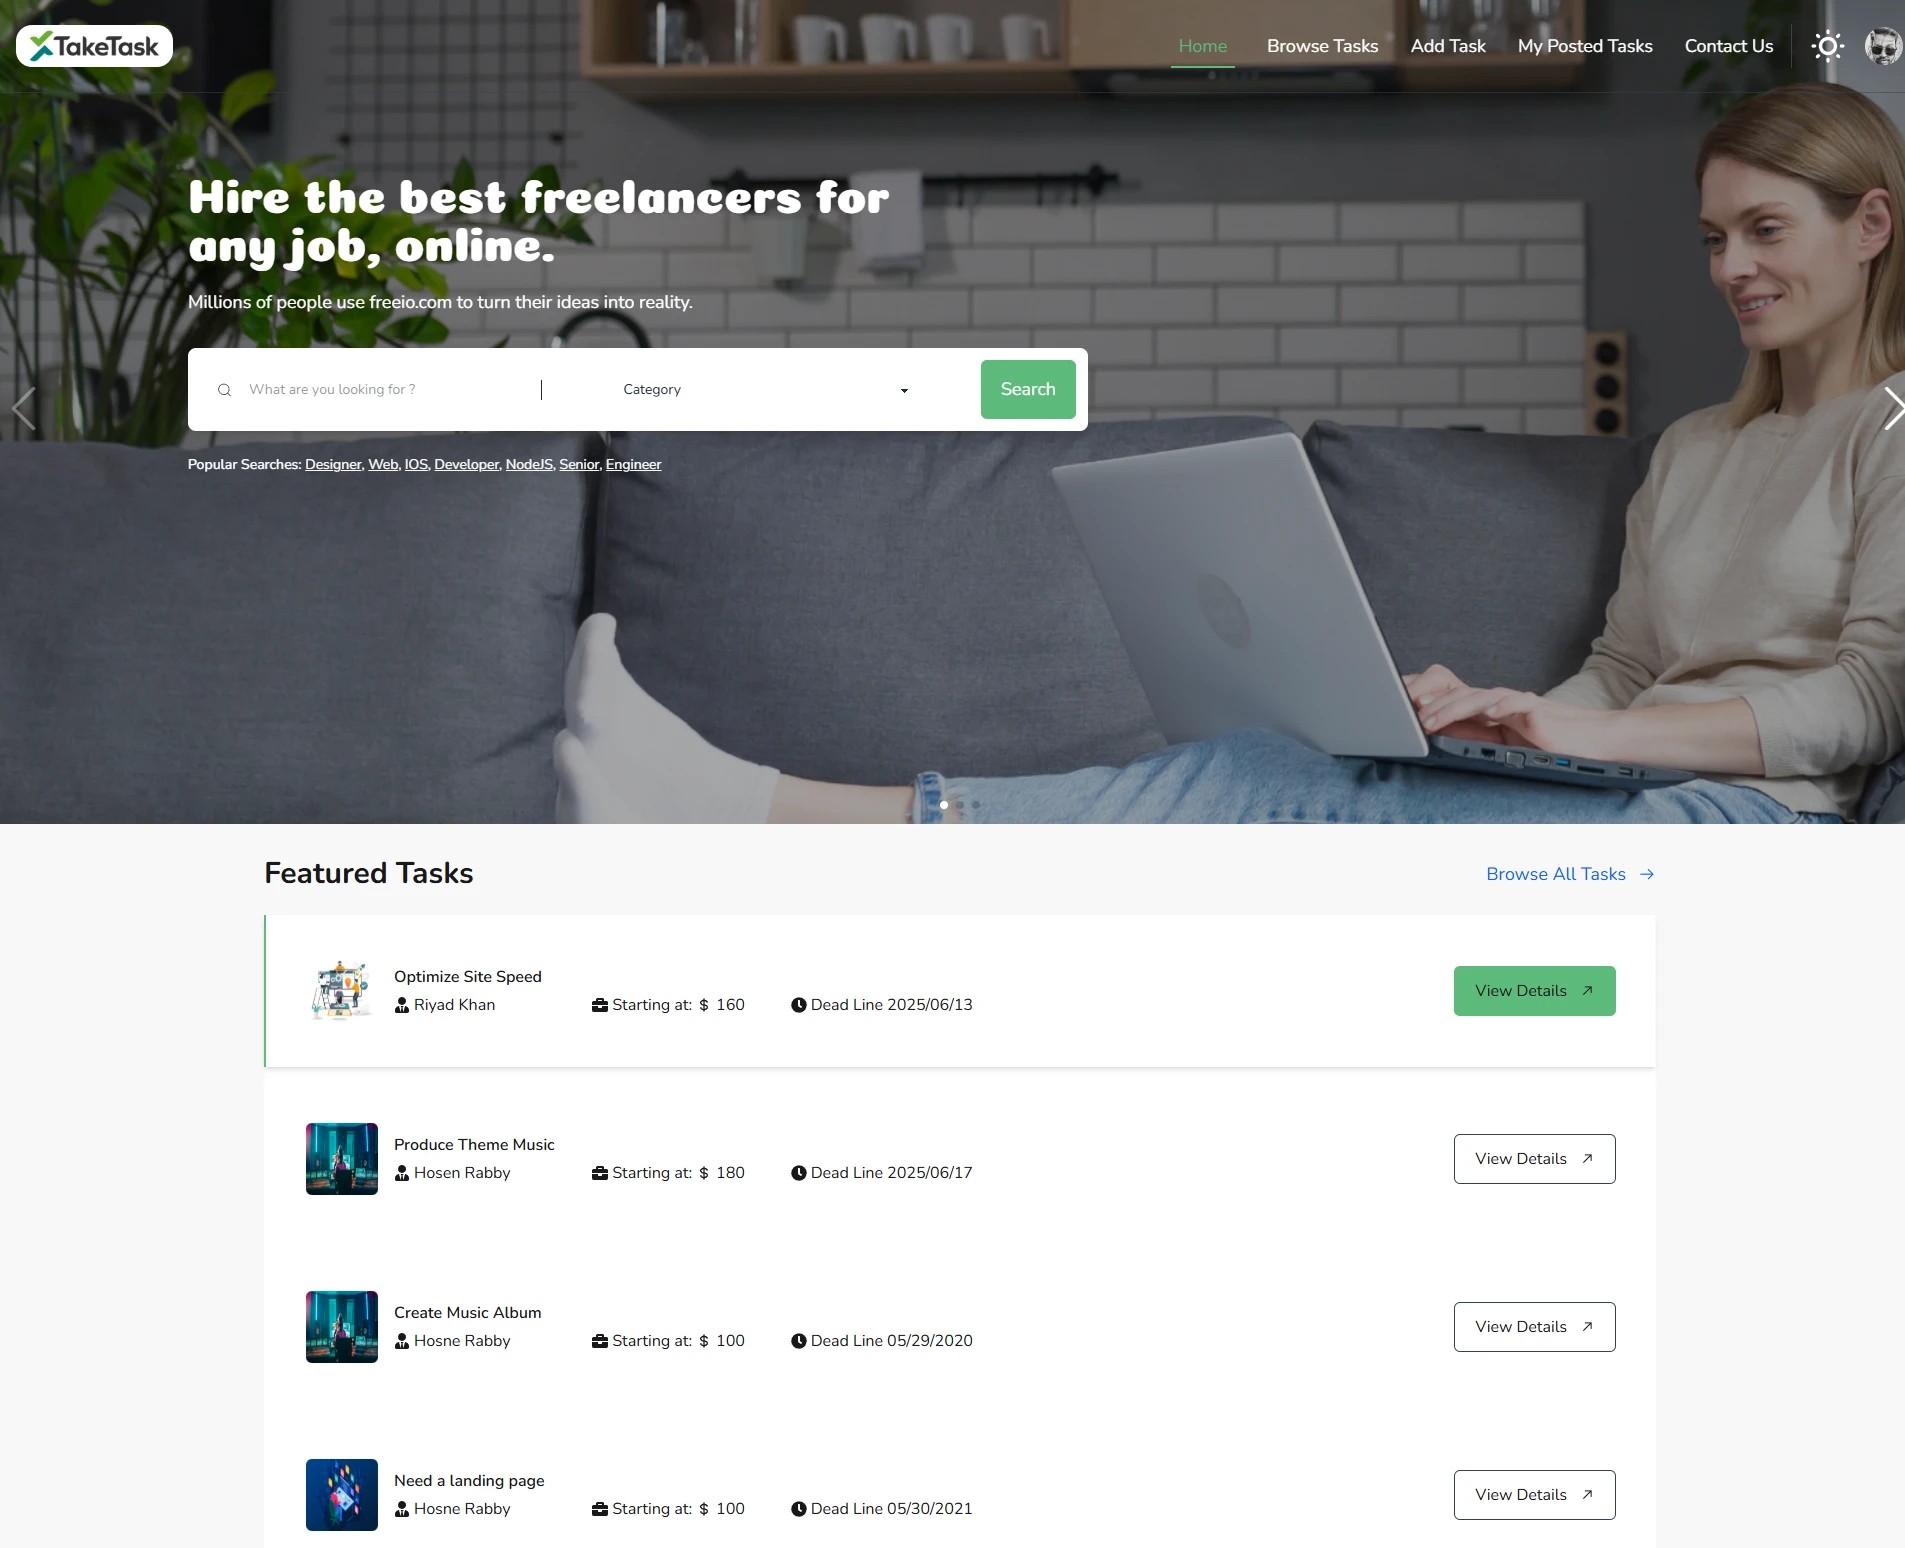 TakeTask
Home
Browse Tasks
Add Task
My Posted Tasks
Contact Us
Hire the best freelancers for
any job, online.
Millions of people use freeio.com to turn their ideas into reality.
What are you looking for ?
Category
Search
Popular Searches: Designer, Web, IOS, Developer, NodeJS, Senior, Engineer
Featured Tasks
Browse All Tasks
Optimize Site Speed
Riyad Khan
Starting at: $ 160
Dead Line 2025/06/13
View Details
Produce Theme Music
Hosen Rabby
Starting at: $ 180
Dead Line 2025/06/17
View Details
Create Music Album
Hosne Rabby
Starting at: $ 100
Dead Line 05/29/2020
View Details
Need a landing page
Hosne Rabby
Starting at: $ 100
Dead Line 05/30/2021
View Details